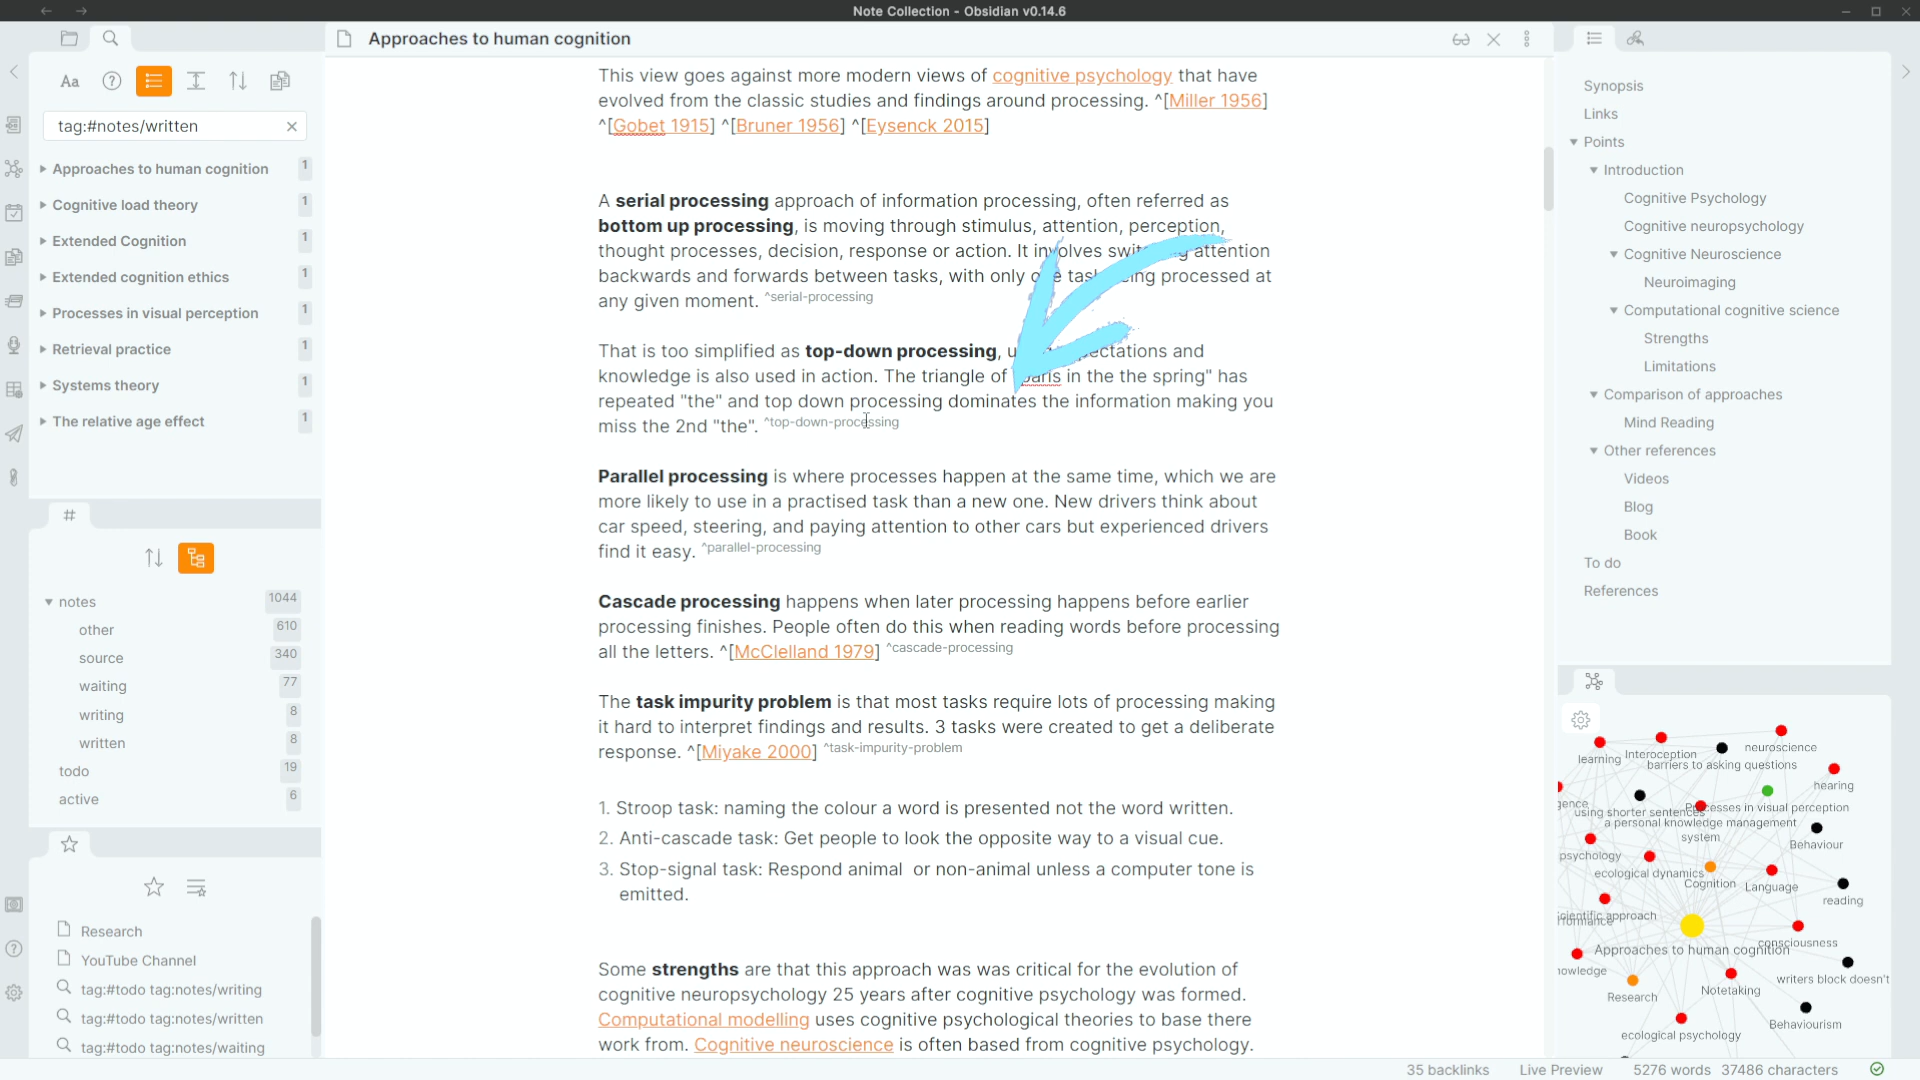 Note Collection - Obsidian v0.14.6
Approaches to human cognition
Aa
tag:#notes/written
Approaches to human cognition 1
Cognitive load theory 1
Extended Cognition 1
Extended cognition ethics 1
Processes in visual perception 1
Retrieval practice 1
Systems theory 1
The relative age effect 1
#
notes 1044
other 610
source 340
waiting 77
writing 8
written 8
todo 19
active 6
Research
YouTube Channel
tag:#todo tag:notes/writing
tag:#todo tag:notes/written
tag:#todo tag:notes/waiting
This view goes against more modern views of cognitive psychology that have
evolved from the classic studies and findings around processing. ^[Miller 1956]
^[Gobet 1915] ^[Bruner 1956] ^[Eysenck 2015]
A serial processing approach of information processing, often referred as
bottom up processing, is moving through stimulus, attention, perception,
thought processes, decision, response or action. It involves attention
backwards and forwards between tasks, with only one processed at
any given moment. ^serial-processing
That is too simplified as top-down processing, and
knowledge is also used in action. The triangle of in the the spring" has
repeated "the" and top down processing dominates the information making you
miss the 2nd "the". ^top-down-processing
Parallel processing is where processes happen at the same time, which we are
more likely to use in a practised task than a new one. New drivers think about
car speed, steering, and paying attention to other cars but experienced drivers
find it easy. ^parallel-processing
Cascade processing happens when later processing happens before earlier
processing finishes. People often do this when reading words before processing
all the letters. ^[McClelland 1979] ^cascade-processing
The task impurity problem is that most tasks require lots of processing making
it hard to interpret findings and results. 3 tasks were created to get a deliberate
response. ^[Miyake 2000] ^task-impurity-problem
1. Stroop task: naming the colour a word is presented not the word written.
2. Anti-cascade task: Get people to look the opposite way to a visual cue.
3. Stop-signal task: Respond animal or non-animal unless a computer tone is
emitted.
Some strengths are that this approach was was critical for the evolution of
cognitive neuropsychology 25 years after cognitive psychology was formed.
Computational modelling uses cognitive psychological theories to base there
work from. Cognitive neuroscience is often based from cognitive psychology.
Synopsis
Links
Points
Introduction
Cognitive Psychology
Cognitive neuropsychology
Cognitive Neuroscience
Neuroimaging
Computational cognitive science
Strengths
Limitations
Comparison of approaches
Mind Reading
Other references
Videos
Blog
Book
To do
References
neuroscience
Interoception
learning
barriers to asking questions
hearing
gence
Processes in visual perception
using shorter sentences
a personal knowledge management
system
Behaviour
psychology
ecological dynamics
Cognition
Language
reading
scientific approach
formance
consciousness
Approaches to human cognition
nowledge
writers block doesn't
Notetaking
Research
Behaviourism
ecological psychology
35 backlinks Live Preview 5276 words 37486 characters